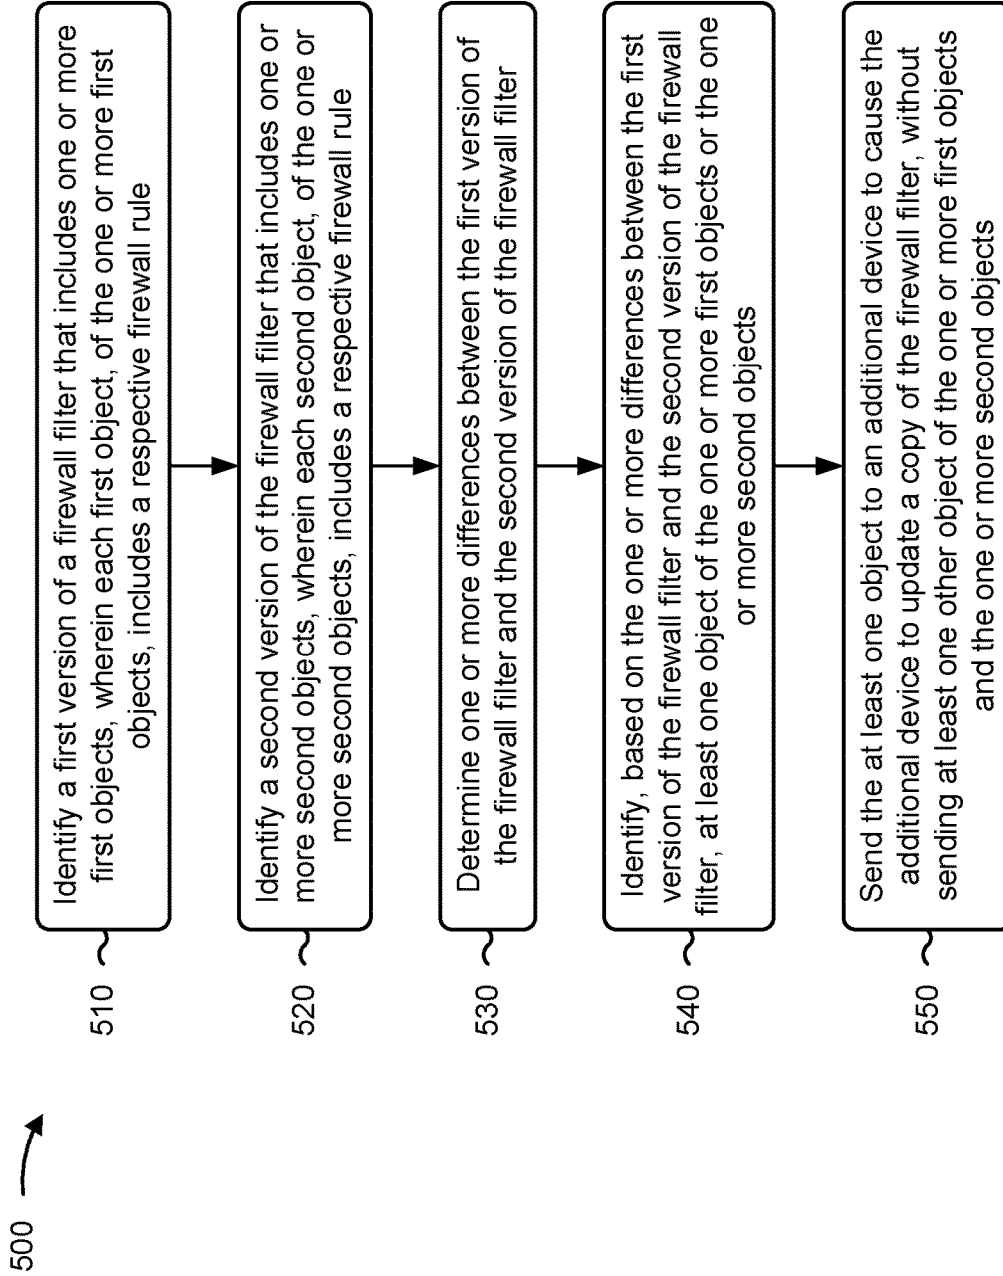 500
510
Identify a first version of a firewall filter that includes one or more
first objects, wherein each first object, of the one or more first
objects, includes a respective firewall rule
520
Identify a second version of the firewall filter that includes one or
more second objects, wherein each second object, of the one or
more second objects, includes a respective firewall rule
530
Determine one or more differences between the first version of
the firewall filter and the second version of the firewall filter
540
Identify, based on the one or more differences between the first
version of the firewall filter and the second version of the firewall
filter, at least one object of the one or more first objects or the one
or more second objects
550
Send the at least one object to an additional device to cause the
additional device to update a copy of the firewall filter, without
sending at least one other object of the one or more first objects
and the one or more second objects